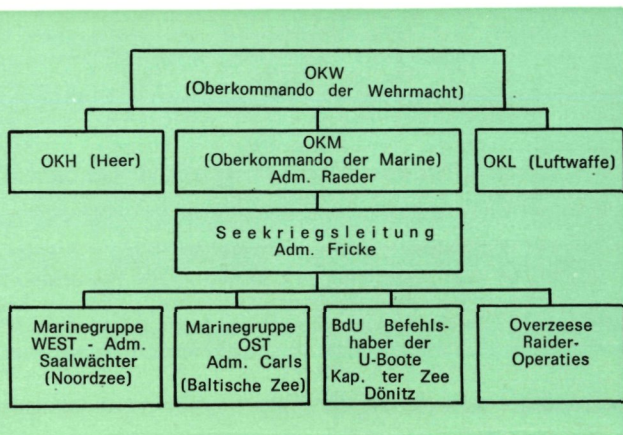 OKW
(Oberkommando der Wehrmacht)
OKH (Heer)
OKM
(Oberkommando der Marine)
Adm. Raeder
OKL (Luftwaffe)
Seekriegsleitung
Adm. Fricke
Marinegruppe
WEST - Adm.
Saalwächter
(Noordzee)
Marinegruppe
OST
Adm. Carls
(Baltische Zee)
BdU Befehls-
haber der
U-Boote
Kap. ter Zee
Dönitz
Overzeese
Raider-
Operaties